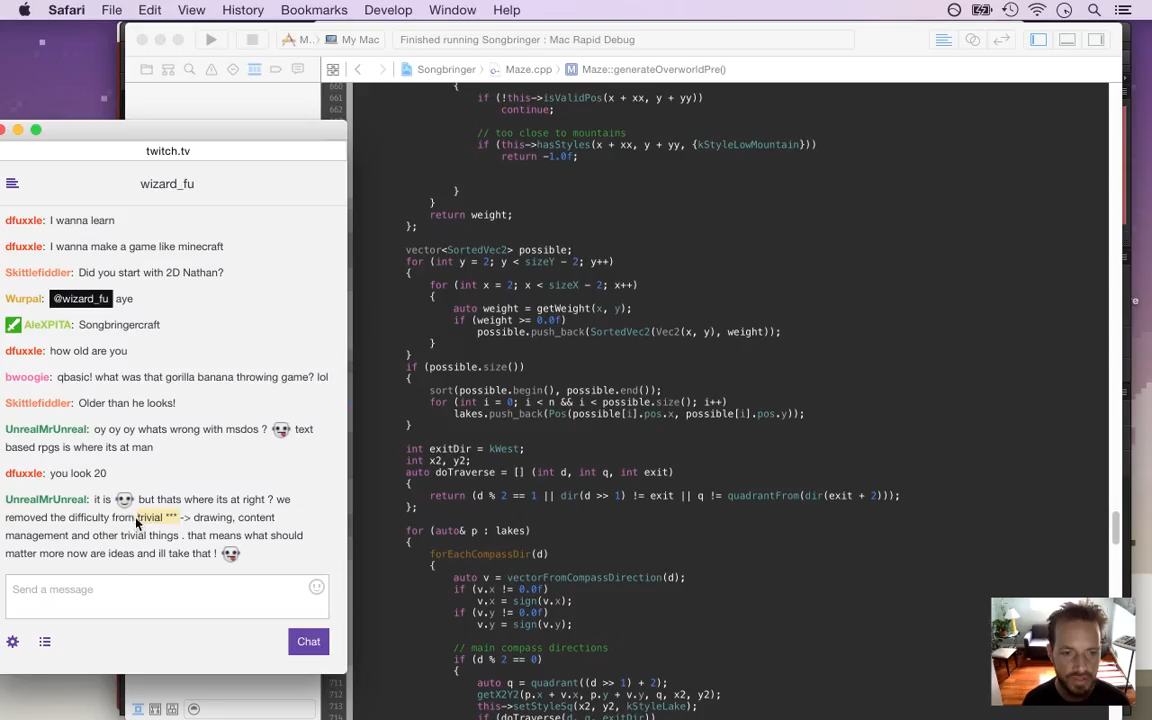 Safari File Edit View History Bookmarks Develop Window Help
M... My Mac Finished running Songbringer : Mac Rapid Debug
Songbringer Maze.cpp M Maze::generateOverworldPre()
twitch.tv
wizard_fu
dfuxxle: I wanna learn
dfuxxle: I wanna make a game like minecraft
Skittlefiddler: Did you start with 2D Nathan?
Wurpal: @wizard_fu aye
AleXPITA: Songbringercraft
dfuxxle: how old are you
bwoogie: qbasic! what was that gorilla banana throwing game? lol
Skittlefiddler: Older than he looks!
UnrealMrUnreal: oy oy oy whats wrong with msdos ? text
based rpgs is where its at man
dfuxxle: you look 20
UnrealMrUnreal: it is but thats where its at right ? we
removed the difficulty from trivial *** -> drawing, content
management and other trivial things . that means what should
matter more now are ideas and ill take that !
Send a message
Chat
660 {
661 if (!this->isValidPos(x + xx, y + yy))
662 continue;
// too close to mountains
if (this->hasStyles(x + xx, y + yy, {kStyleLowMountain}))
return -1.0f;
}
}
return weight;
};
vector<SortedVec2> possible;
for (int y = 2; y < sizeY - 2; y++)
{
for (int x = 2; x < sizeX - 2; x++)
{
auto weight = getWeight(x, y);
if (weight >= 0.0f)
possible.push_back(SortedVec2(Vec2(x, y), weight));
}
}
if (possible.size())
{
sort(possible.begin(), possible.end());
for (int i = 0; i < n && i < possible.size(); i++)
lakes.push_back(Pos(possible[i].pos.x, possible[i].pos.y));
}
int exitDir = kWest;
int x2, y2;
auto doTraverse = [] (int d, int q, int exit)
{
return (d % 2 == 1 || dir(d >> 1) != exit || q != quadrantFrom(dir(exit + 2)));
};
for (auto& p : lakes)
{
forEachCompassDir(d)
{
auto v = vectorFromCompassDirection(d);
if (v.x != 0.0f)
v.x = sign(v.x);
if (v.y != 0.0f)
v.y = sign(v.y);
// main compass directions
if (d % 2 == 0)
711 {
auto q = quadrant((d >> 1) + 2);
712 getX2Y2(p.x + v.x, p.y + v.y, q, x2, y2);
713 this->setStyleSq(x2, y2, kStyleLake);
714 if (doTraverse(d, q, exitDir))